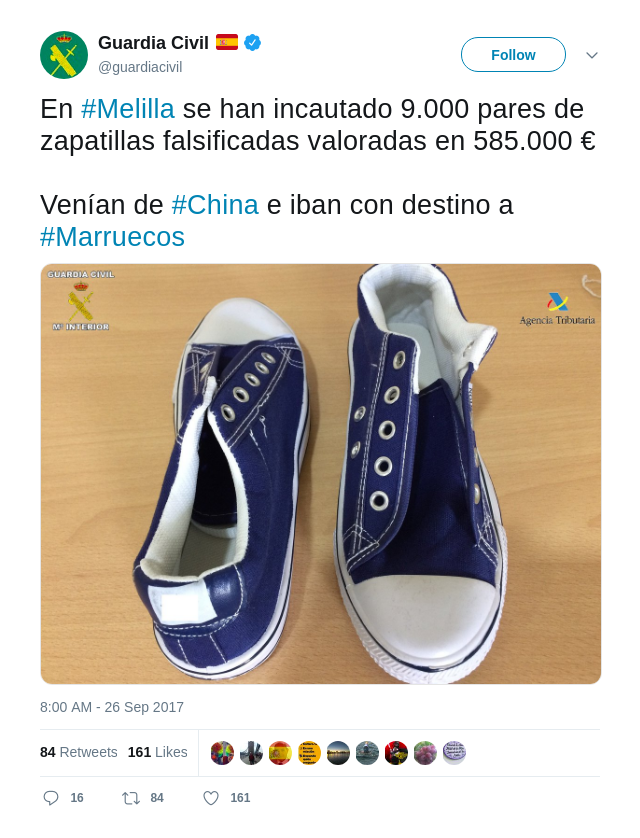 Guardia Civil
@guardiacivil
Follow
En #Melilla se han incautado 9.000 pares de
zapatillas falsificadas valoradas en 585.000 €
Venían de #China e iban con destino a
#Marruecos
GUARDIA CIVIL
Mº INTERIOR
Agencia Tributaria
8:00 AM - 26 Sep 2017
84 Retweets 161 Likes
16 84 161